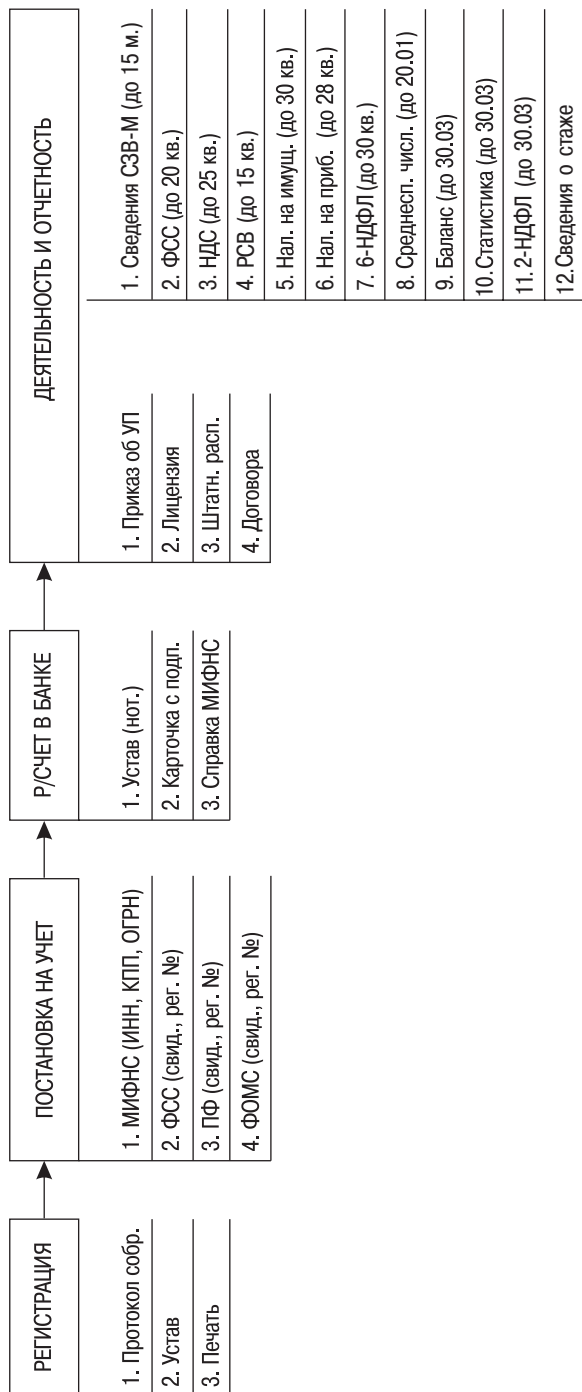 РЕГИСТРАЦИЯ
1. Протокол собр.
2. Устав
3. Печать
ПОСТАНОВКА НА УЧЕТ
1. МИФНС (ИНН, КПП, ОГРН)
2. ФСС (свид., рег. №)
3. ПФ (свид., рег. №)
4. ФОМС (свид., рег. №)
Р/СЧЕТ В БАНКЕ
1. Устав (нот.)
2. Карточка с подп.
3. Справка МИФНС
ДЕЯТЕЛЬНОСТЬ И ОТЧЕТНОСТЬ
1. Приказ об УП
2. Лицензия
3. Штатн. расп.
4. Договора
1. Сведения СЗВ-М (до 15 м.)
2. ФСС (до 20 кв.)
3. НДС (до 25 кв.)
4. РСВ (до 15 кв.)
5. Нал. на имущ. (до 30 кв.)
6. Нал. на приб. (до 28 кв.)
7. 6-НДФЛ (до 30 кв.)
8. Среднесп. числ. (до 20.01)
9. Баланс (до 30.03)
10. Статистика (до 30.03)
11. 2-НДФЛ (до 30.03)
12. Сведения о стаже